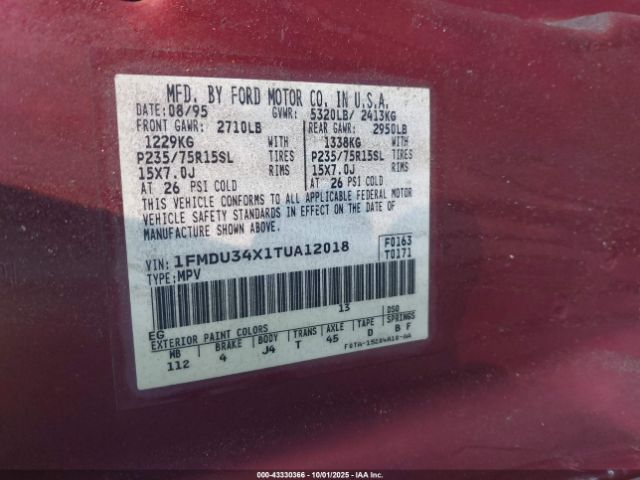 MFD. BY FORD MOTOR CO. IN U.S.A.
DATE: 08/95 GVWR: 5320LB/ 2413KG
FRONT GAWR: 2710LB REAR GAWR: 2950LB
1229KG WITH 1338KG WITH
P235/75R15SL TIRES P235/75R15SL TIRES
15X7.0J RIMS 15X7.0J RIMS
AT 26 PSI COLD AT 26 PSI COLD
THIS VEHICLE CONFORMS TO ALL APPLICABLE FEDERAL MOTOR
VEHICLE SAFETY STANDARDS IN EFFECT ON THE DATE OF
MANUFACTURE SHOWN ABOVE.
VIN: 1FMDU34X1TUA12018 F0163
TYPE: MPV T0171
EG 13 DSO
EXTERIOR PAINT COLORS
WB BRAKE BODY TRANS AXLE TAPE SPRINGS
112 4 J4 T 45 D B F
000-43330366 - 10/01/2025 - COPYRIGHT IAA, LLC.